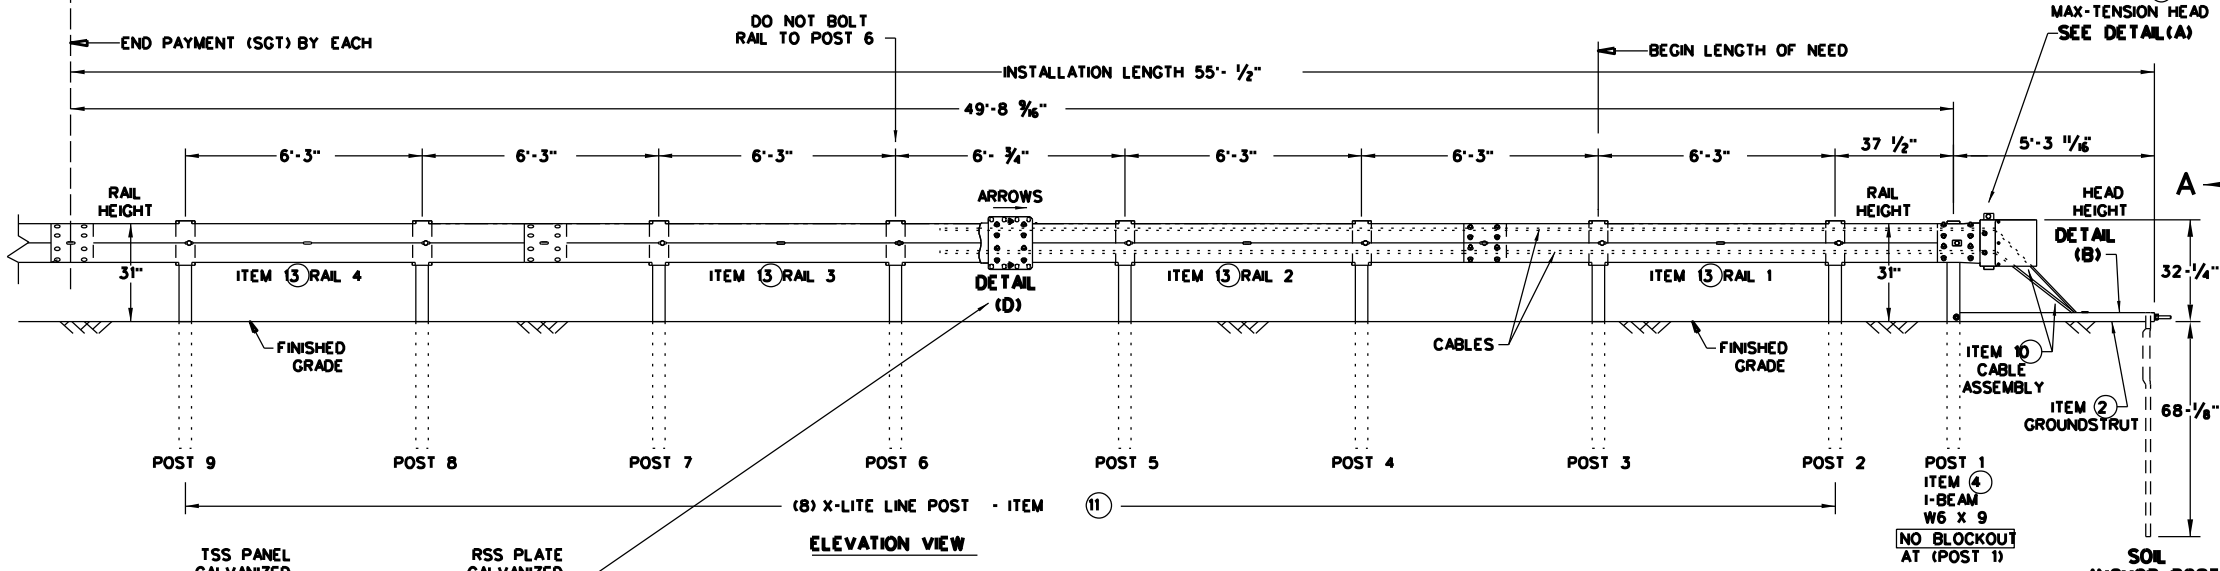 MAX-TENSION HEAD
SEE DETAIL(A)
END PAYMENT (SGT) BY EACH
DO NOT BOLT
RAIL TO POST 6
BEGIN LENGTH OF NEED
INSTALLATION LENGTH 55'- 1/2"
49'-8 9/16"
6'-3"
6'-3"
6'-3"
6'- 3/4"
6'-3"
6'-3"
6'-3"
37 1/2"
5'-3 11/16"
RAIL
HEIGHT
ARROWS
RAIL
HEIGHT
HEAD
HEIGHT
A
DETAIL
(B)
31"
ITEM 13 RAIL 4
ITEM 13 RAIL 3
DETAIL
(D)
ITEM 13 RAIL 2
ITEM 13 RAIL 1
31"
32-1/4"
FINISHED
GRADE
CABLES
FINISHED
GRADE
ITEM 10
CABLE
ASSEMBLY
ITEM 2
GROUNDSTRUT
68-1/8"
POST 9
POST 8
POST 7
POST 6
POST 5
POST 4
POST 3
POST 2
POST 1
ITEM 4
I-BEAM
W6 X 9
NO BLOCKOUT
AT (POST 1)
(8) X-LITE LINE POST - ITEM 11
ELEVATION VIEW
TSS PANEL
GALVANIZED
RSS PLATE
GALVANIZED
SOIL